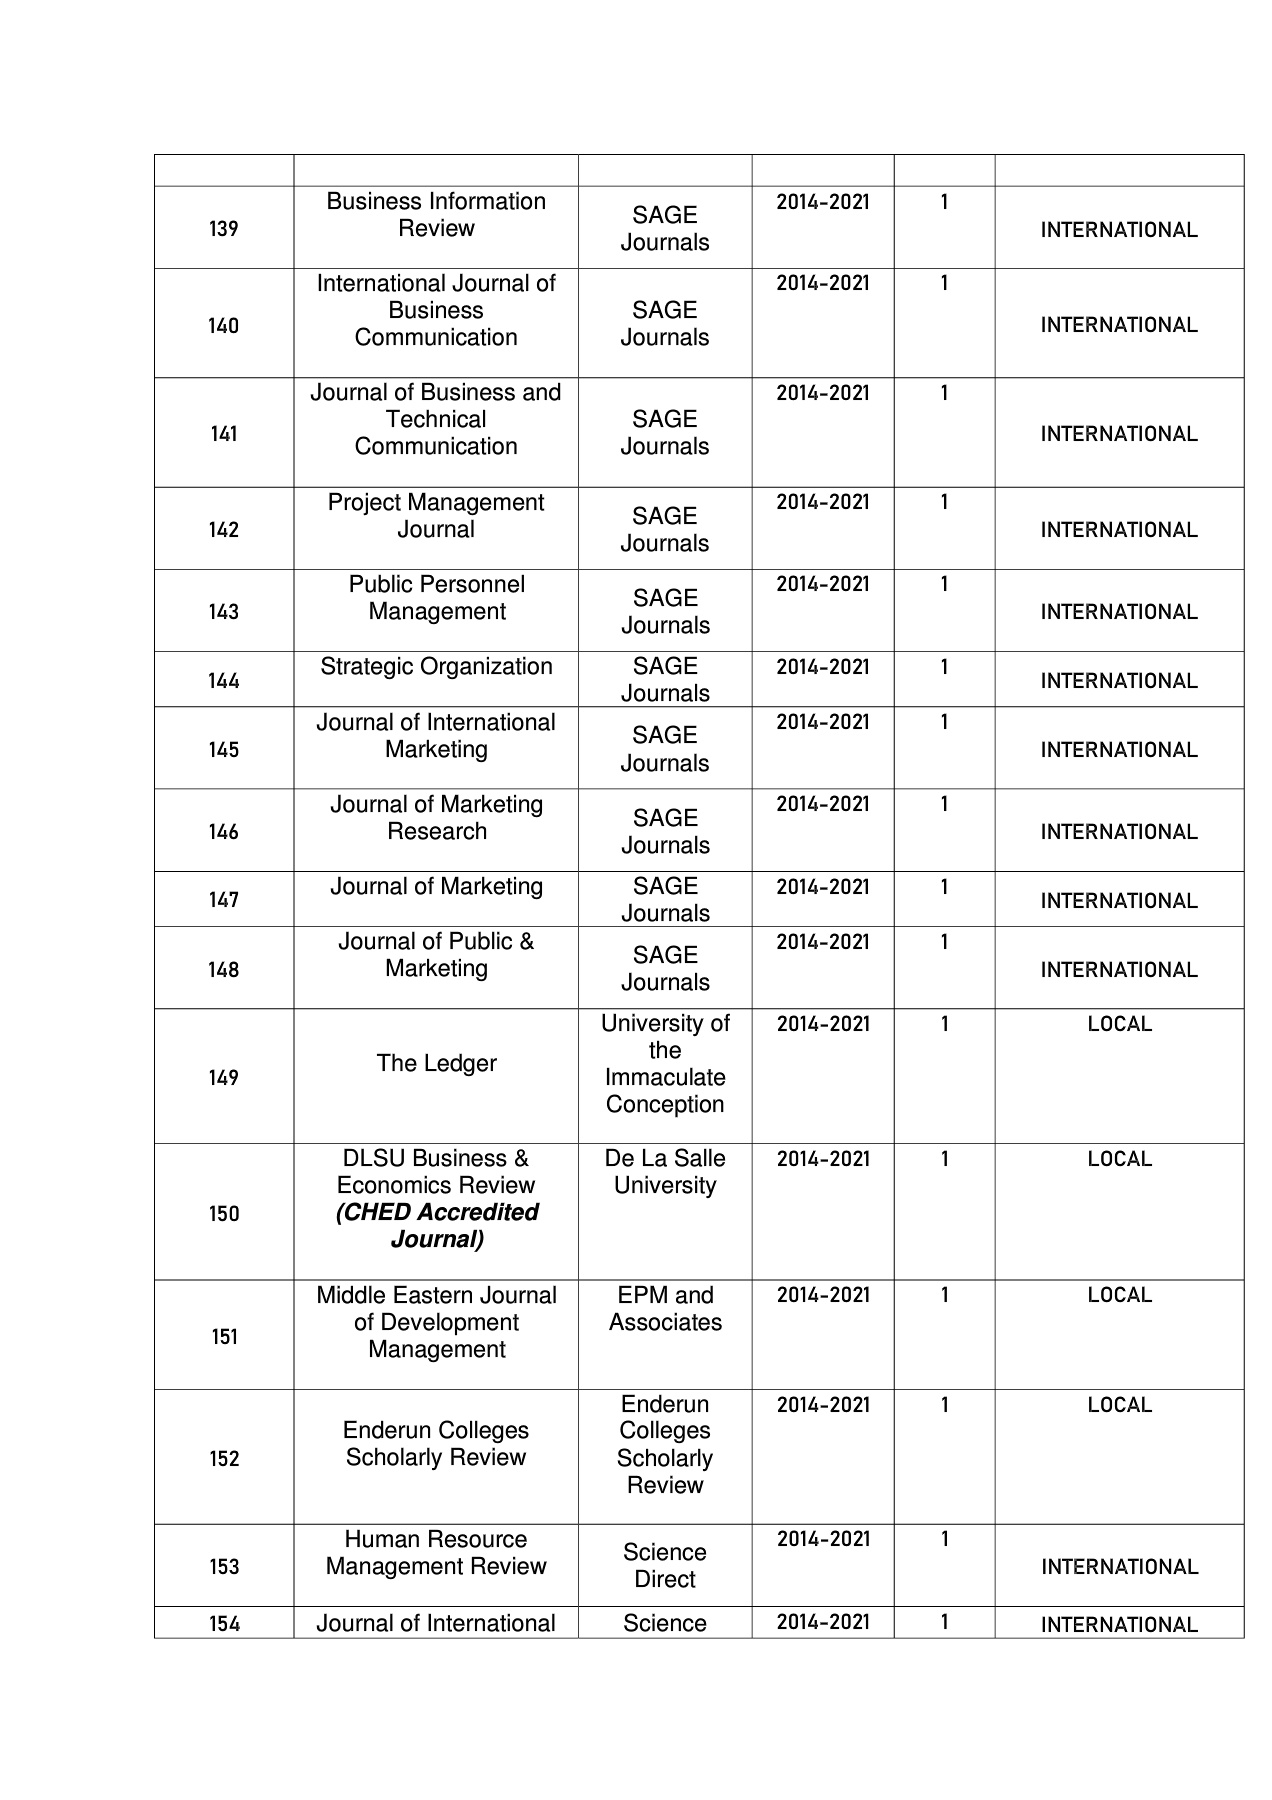 139
Business Information
Review
SAGE
Journals
2014-2021
1
INTERNATIONAL
140
International Journal of
Business
Communication
SAGE
Journals
2014-2021
1
INTERNATIONAL
141
Journal of Business and
Technical
Communication
SAGE
Journals
2014-2021
1
INTERNATIONAL
142
Project Management
Journal
SAGE
Journals
2014-2021
1
INTERNATIONAL
143
Public Personnel
Management
SAGE
Journals
2014-2021
1
INTERNATIONAL
144
Strategic Organization
SAGE
Journals
2014-2021
1
INTERNATIONAL
145
Journal of International
Marketing
SAGE
Journals
2014-2021
1
INTERNATIONAL
146
Journal of Marketing
Research
SAGE
Journals
2014-2021
1
INTERNATIONAL
147
Journal of Marketing
SAGE
Journals
2014-2021
1
INTERNATIONAL
148
Journal of Public &
Marketing
SAGE
Journals
2014-2021
1
INTERNATIONAL
149
The Ledger
University of
the
Immaculate
Conception
2014-2021
1
LOCAL
150
DLSU Business &
Economics Review
(CHED Accredited
Journal)
De La Salle
University
2014-2021
1
LOCAL
151
Middle Eastern Journal
of Development
Management
EPM and
Associates
2014-2021
1
LOCAL
152
Enderun Colleges
Scholarly Review
Enderun
Colleges
Scholarly
Review
2014-2021
1
LOCAL
153
Human Resource
Management Review
Science
Direct
2014-2021
1
INTERNATIONAL
154
Journal of International
Science
2014-2021
1
INTERNATIONAL